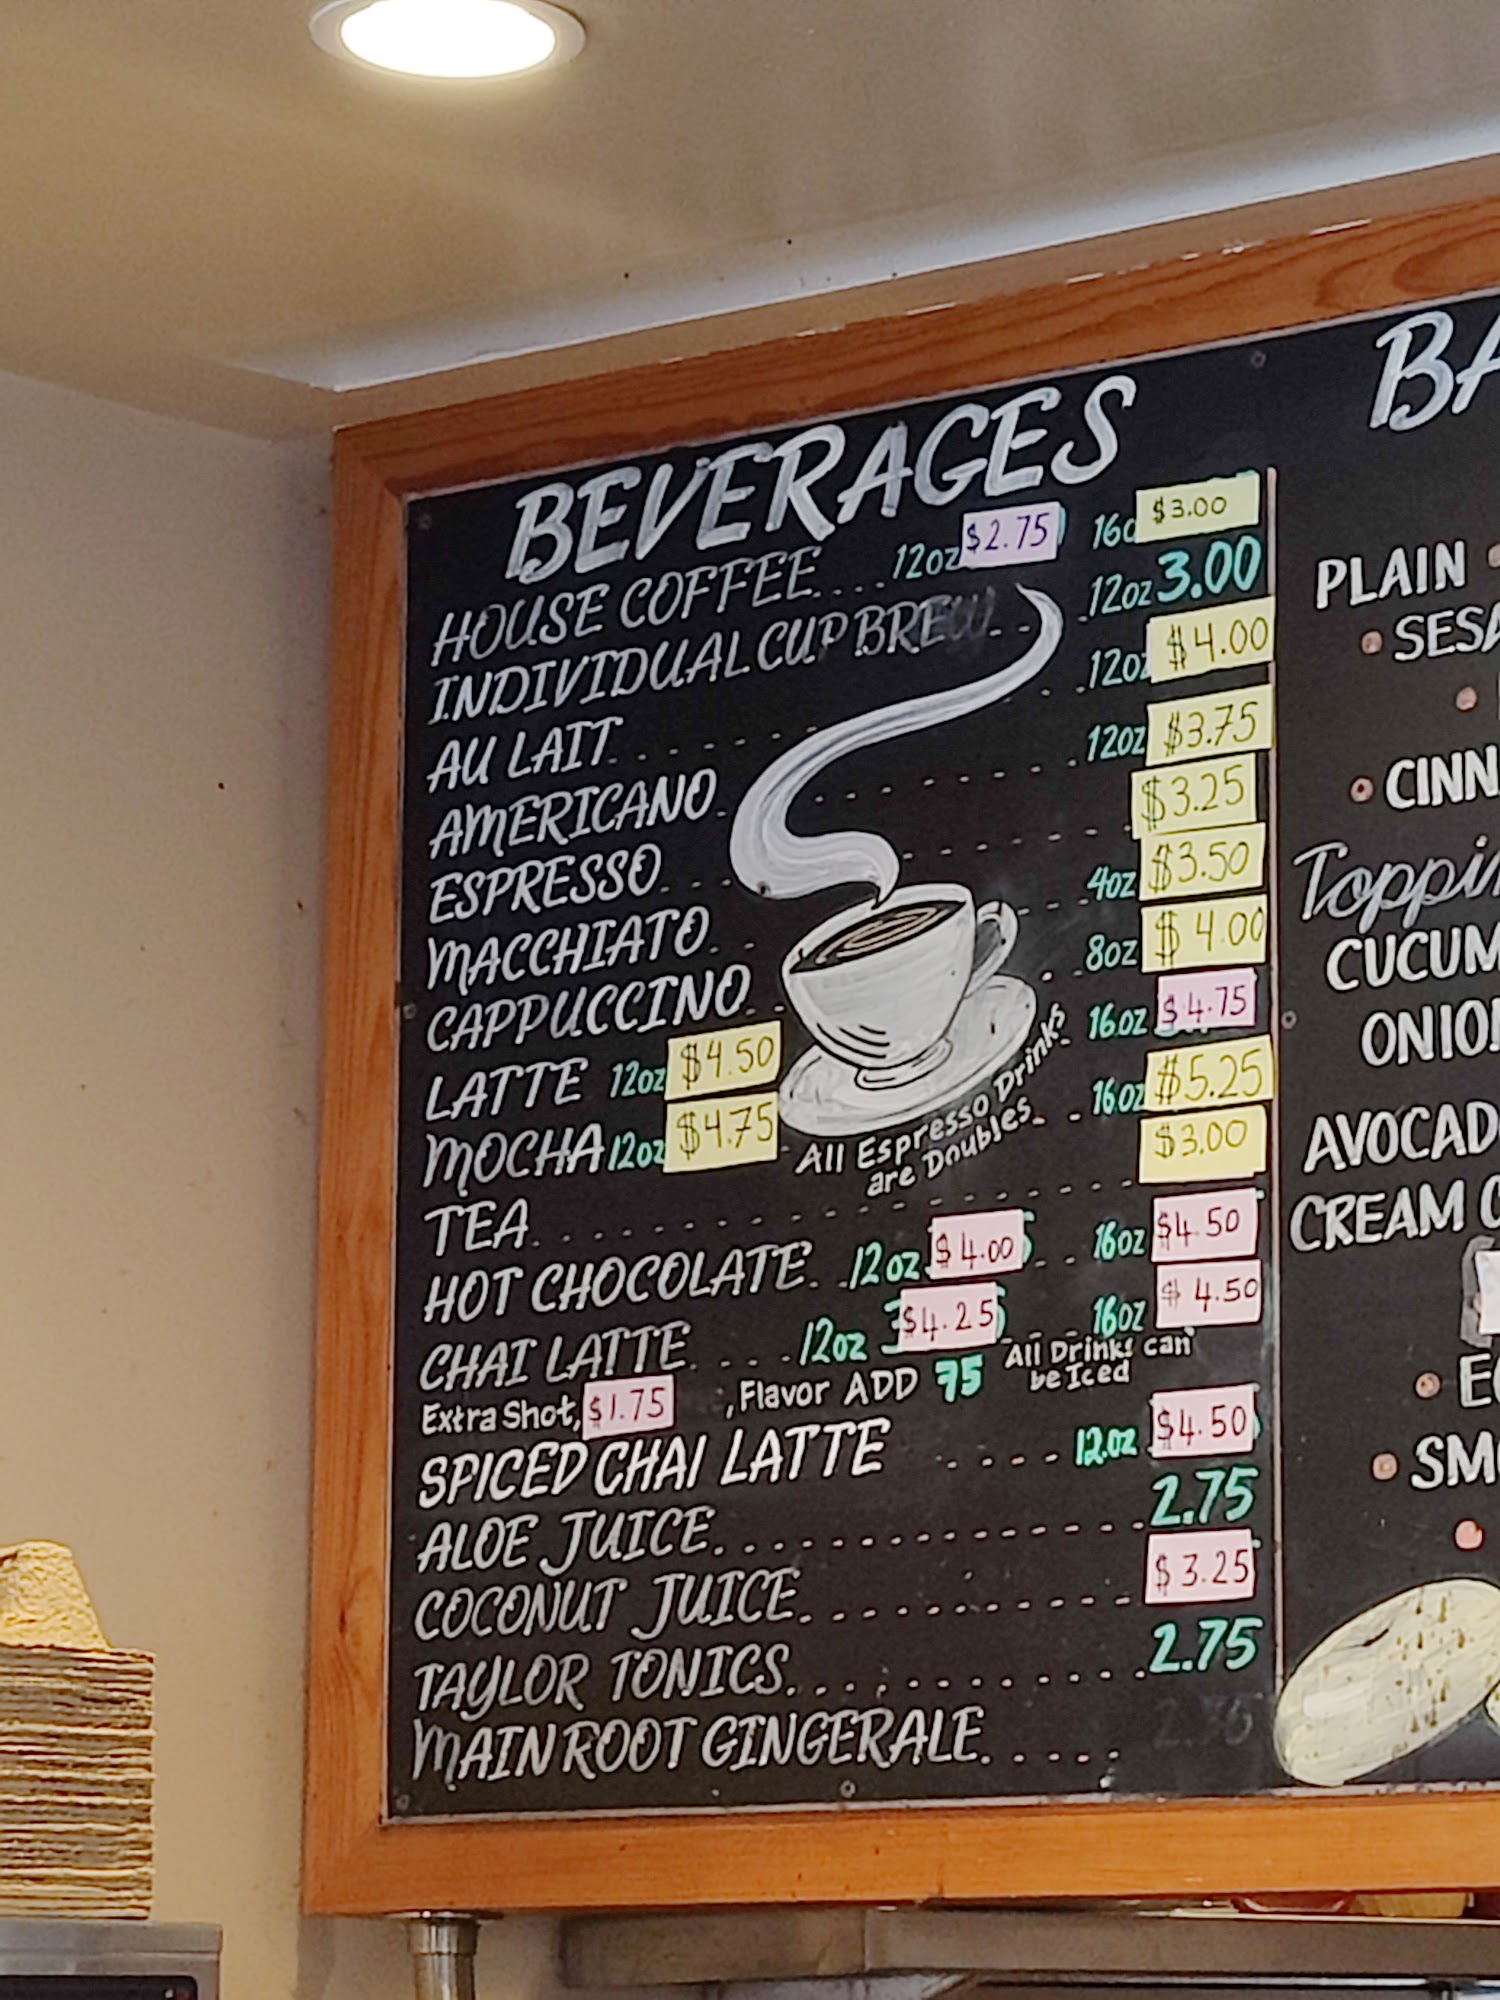 BEVERAGES
HOUSE COFFEE.... 12oz $2.75 16o $3.00
INDIVIDUAL CUP BREW... 12oz 3.00
AU LAIT 12oz $4.00
AMERICANO 12oz $3.75
ESPRESSO $3.25
MACCHIATO 4oz $3.50
CAPPUCCINO 8oz $4.00
LATTE 12oz $4.50 16oz $4.75
MOCHA 12oz $4.75 16oz $5.25
All Espresso Drinks
are Doubles
TEA $3.00
HOT CHOCOLATE. 12oz $4.00 16oz $4.50
CHAI LATTE 12oz $4.25 16oz $4.50
Extra Shot, $1.75 , Flavor ADD 75 All Drinks can
be Iced
SPICED CHAI LATTE 12.oz $4.50
ALOE JUICE 2.75
COCONUT JUICE $3.25
TAYLOR TONICS 2.75
MAIN ROOT GINGERALE
BA
PLAIN
SESA
CINN
Toppin
CUCUM
ONIO
AVOCAD
CREAM C
SM